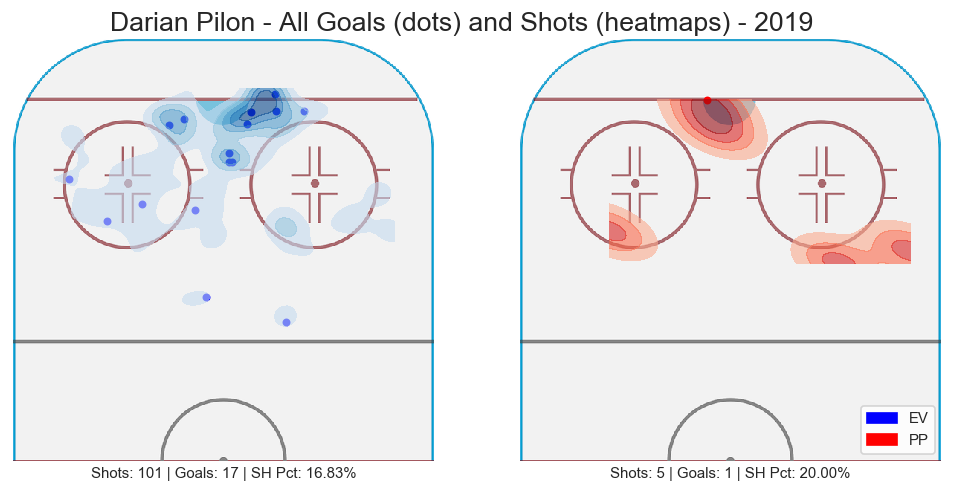 Darian Pilon - All Goals (dots) and Shots (heatmaps) - 2019
EV
PP
Shots: 101 | Goals: 17 | SH Pct: 16.83%
Shots: 5 | Goals: 1 | SH Pct: 20.00%